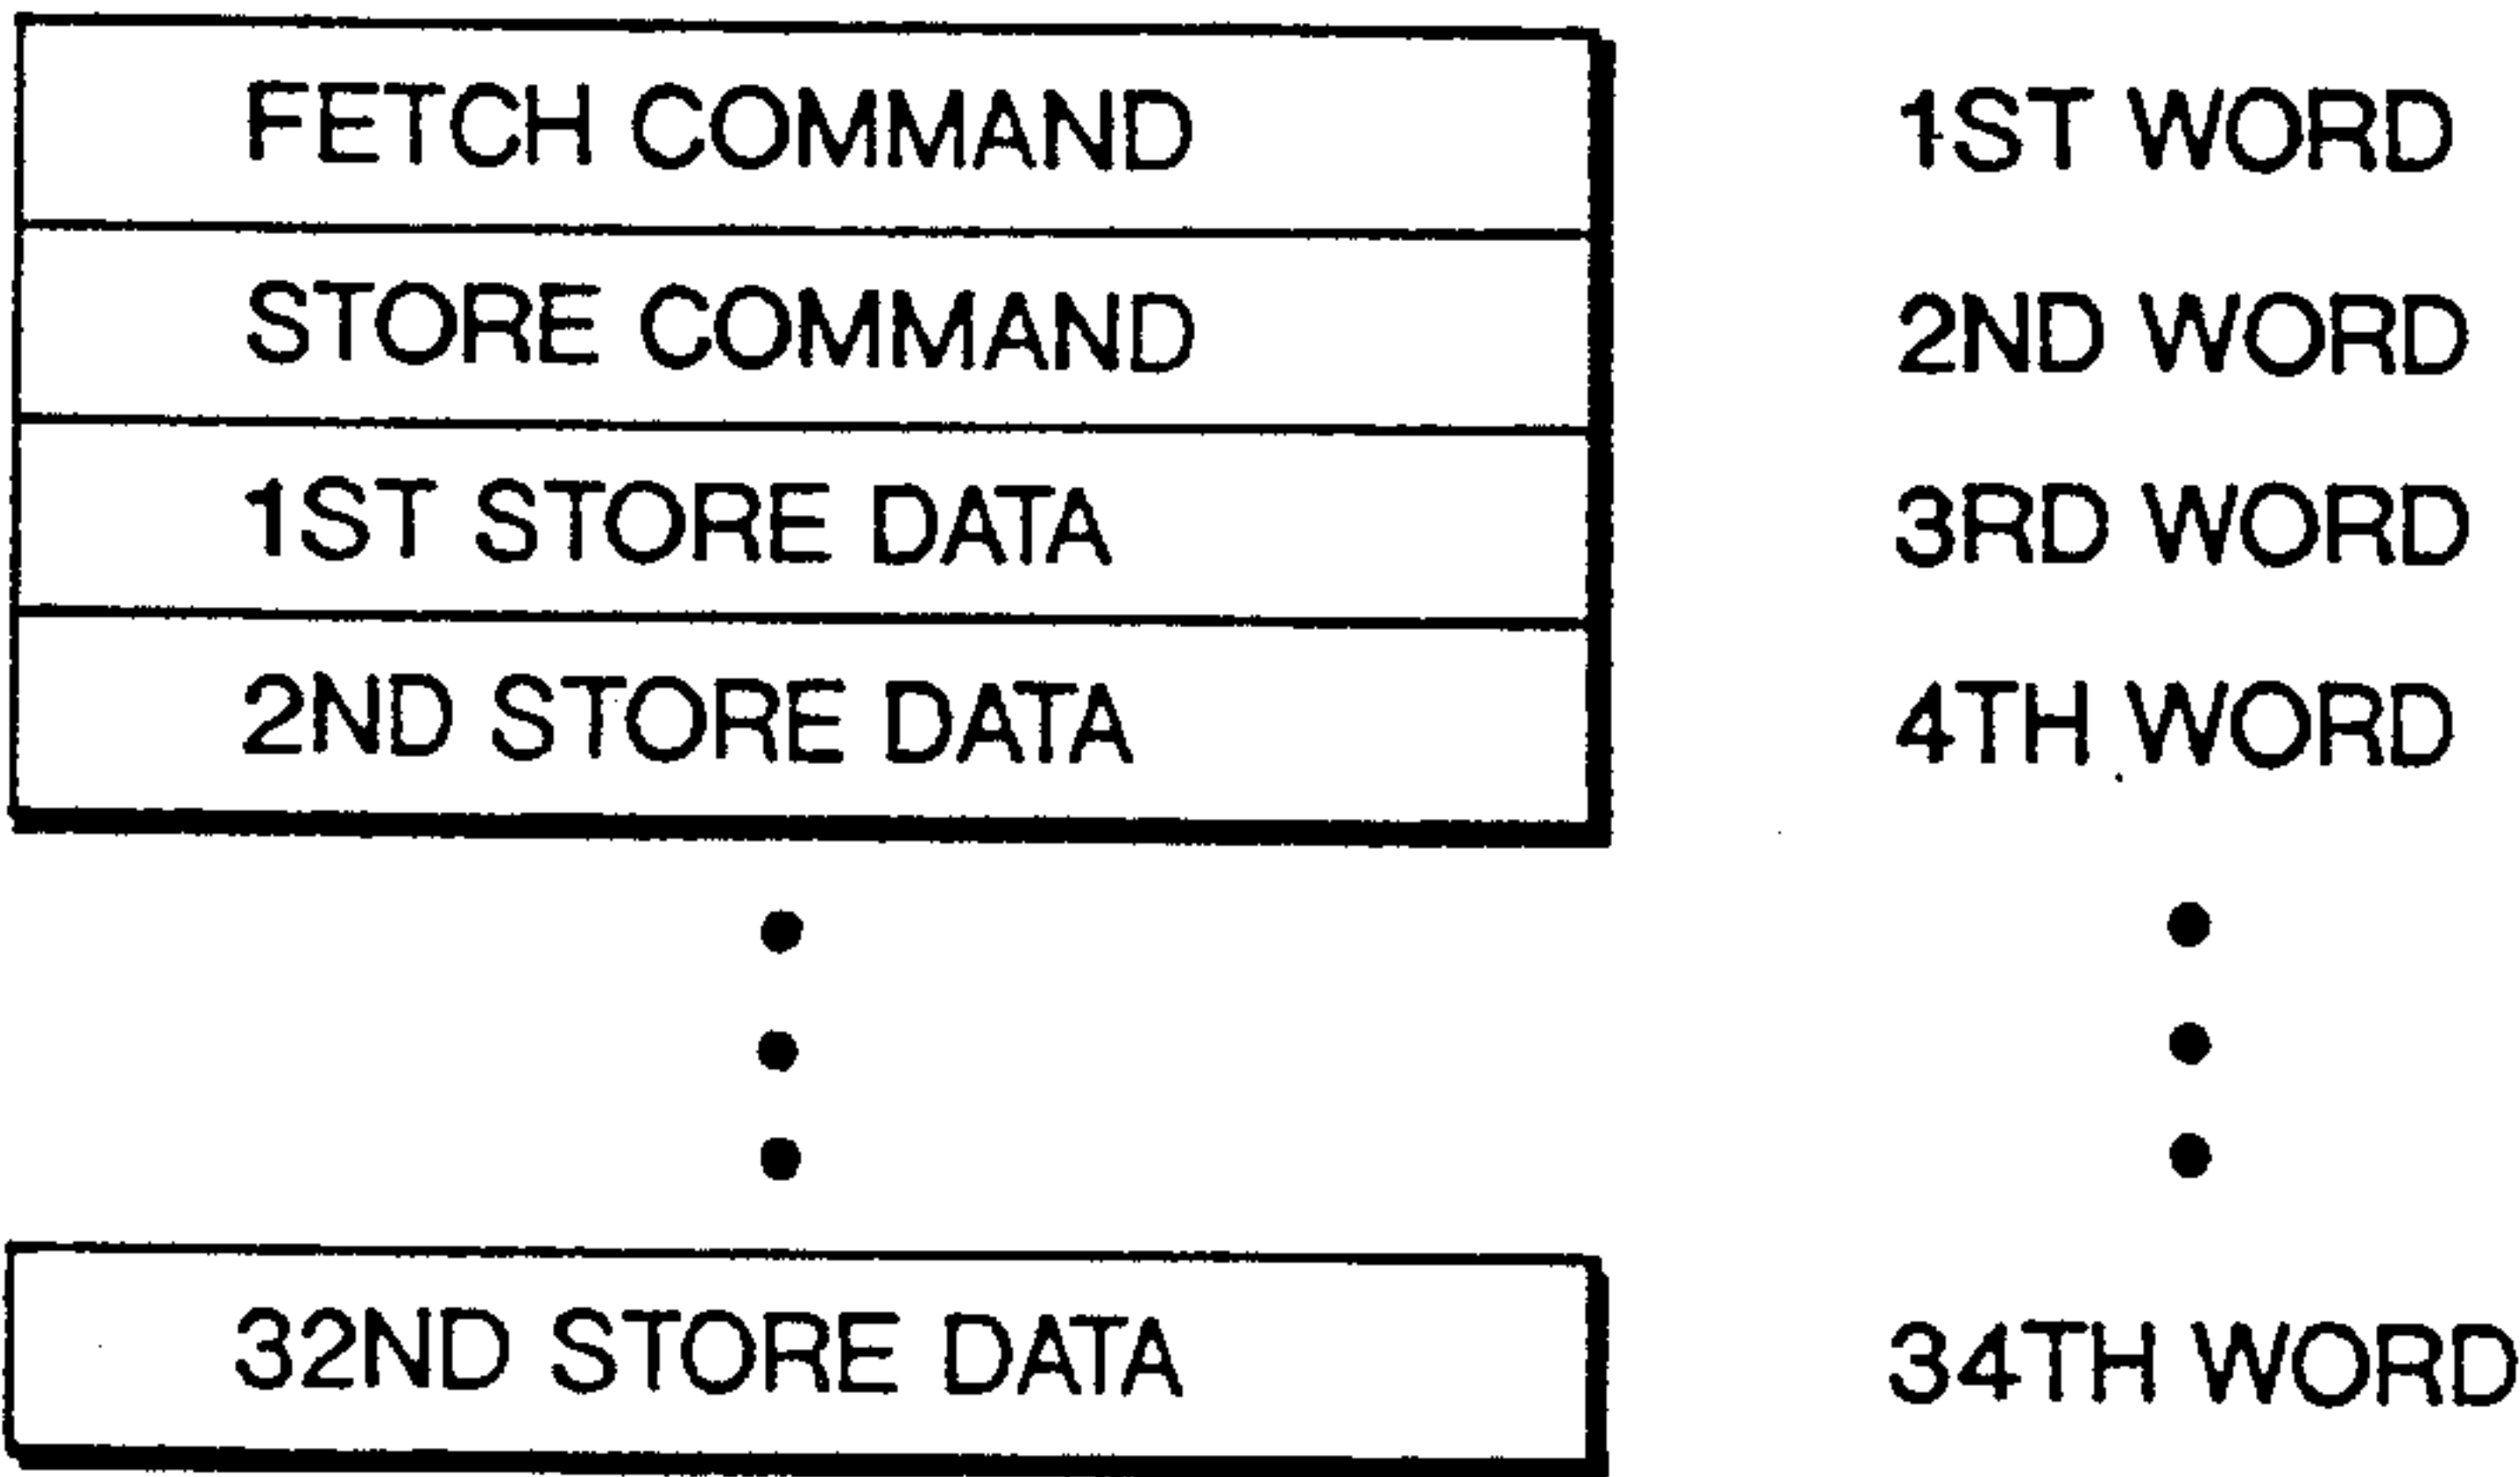 FETCH COMMAND 1ST WORD
STORE COMMAND 2ND WORD
1ST STORE DATA 3RD WORD
2ND STORE DATA 4TH WORD
32ND STORE DATA 34TH WORD